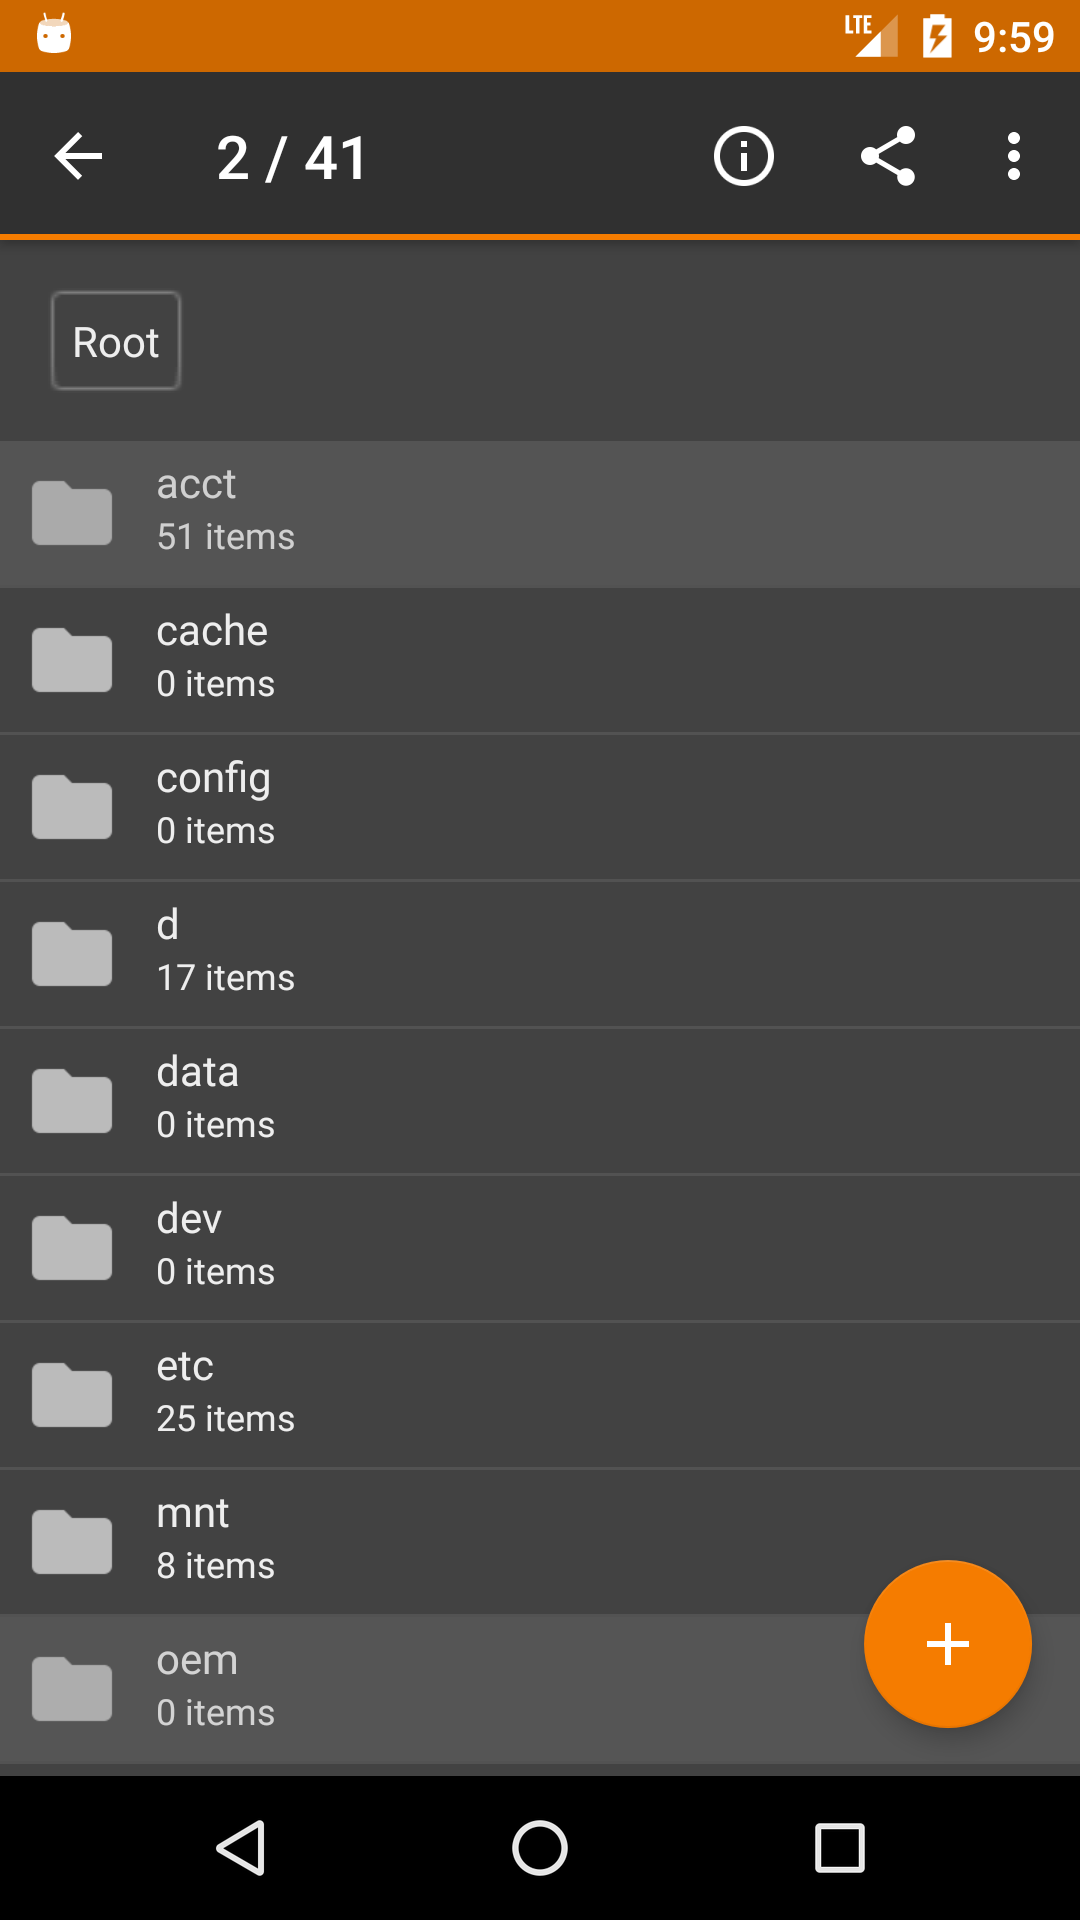 LTE 9:59
2 / 41
Root
acct
51 items
cache
0 items
config
0 items
d
17 items
data
0 items
dev
0 items
etc
25 items
mnt
8 items
oem
0 items